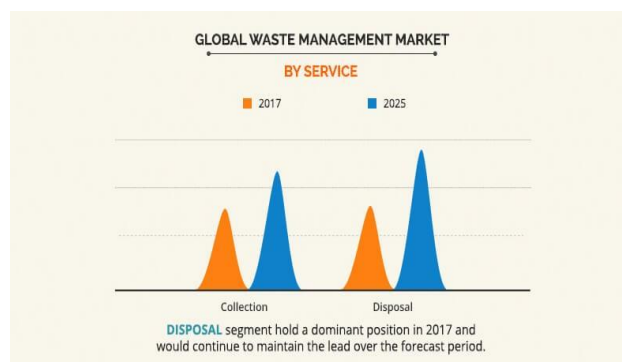 GLOBAL WASTE MANAGEMENT MARKET
BY SERVICE
2017 2025
Collection Disposal
DISPOSAL segment hold a dominant position in 2017 and
would continue to maintain the lead over the forecast period.